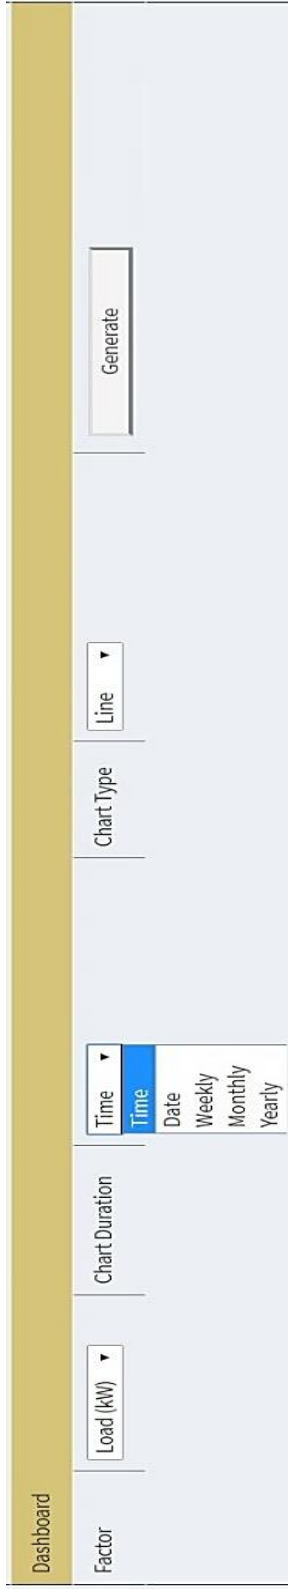 Dashboard
Factor Load (kW) Chart Duration Time Chart Type Line Generate
Time
Date
Weekly
Monthly
Yearly